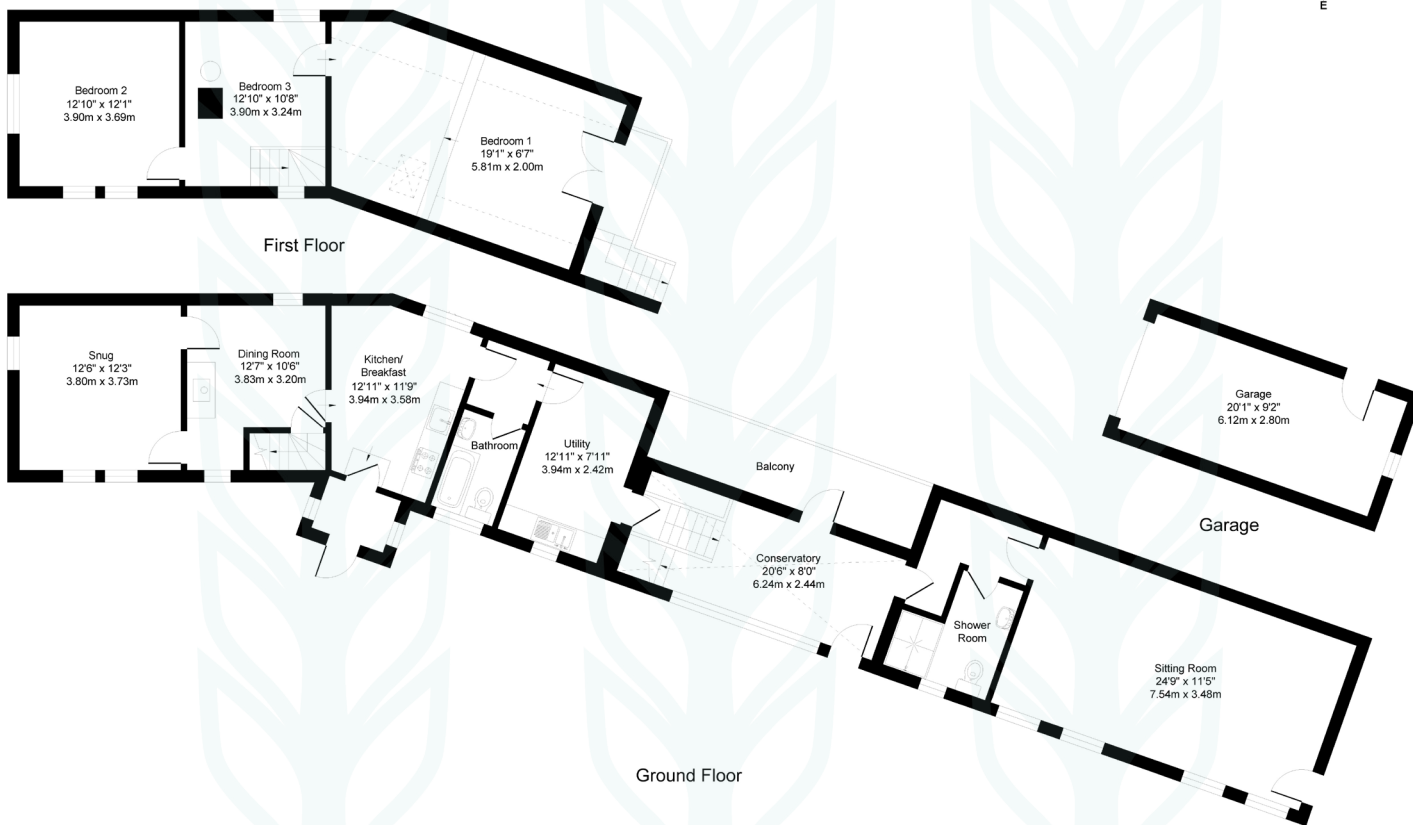 E
Bedroom 2
12'10" x 12'1"
3.90m x 3.69m
Bedroom 3
12'10" x 10'8"
3.90m x 3.24m
Bedroom 1
19'1" x 6'7"
5.81m x 2.00m
First Floor
Snug
12'6" x 12'3"
3.80m x 3.73m
Dining Room
12'7" x 10'6"
3.83m x 3.20m
Kitchen/
Breakfast
12'11" x 11'9"
3.94m x 3.58m
Bathroom
Utility
12'11" x 7'11"
3.94m x 2.42m
Balcony
Conservatory
20'6" x 8'0"
6.24m x 2.44m
Shower
Room
Sitting Room
24'9" x 11'5"
7.54m x 3.48m
Garage
20'1" x 9'2"
6.12m x 2.80m
Garage
Ground Floor